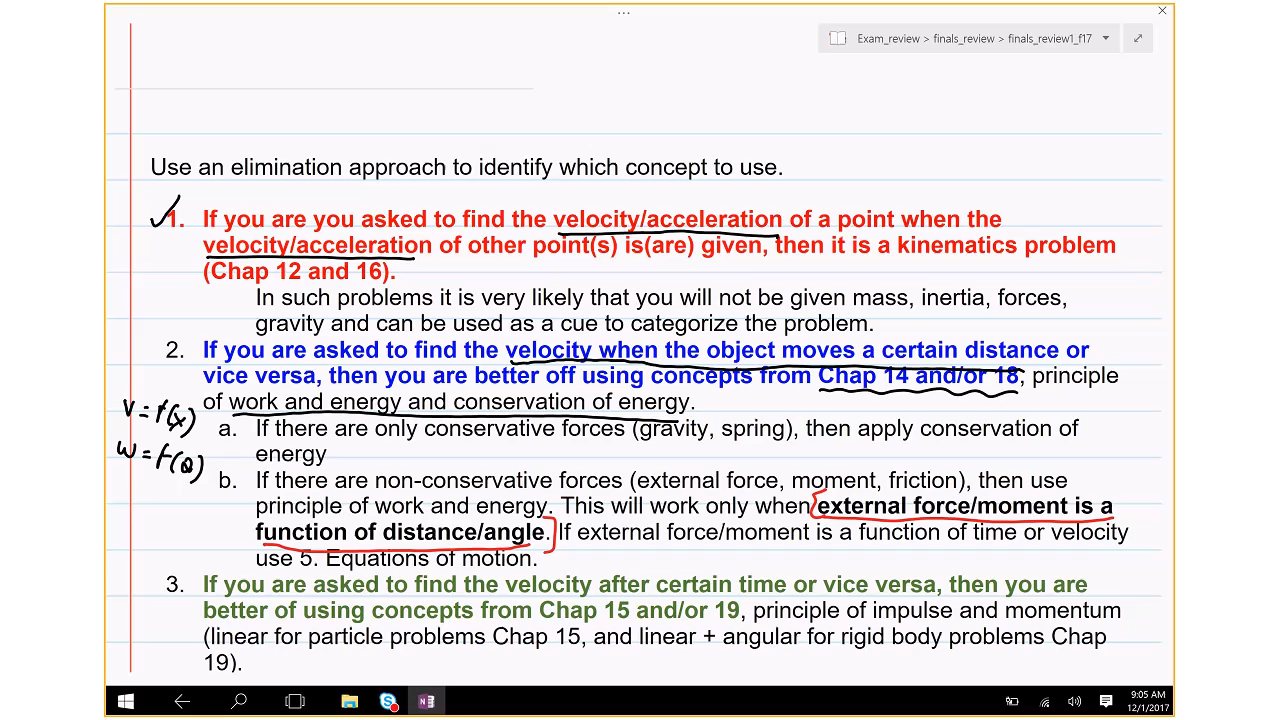 ...
Exam_review > finals_review > finals_review1_f17
Use an elimination approach to identify which concept to use.
1. If you are you asked to find the velocity/acceleration of a point when the
velocity/acceleration of other point(s) is(are) given, then it is a kinematics problem
(Chap 12 and 16).
In such problems it is very likely that you will not be given mass, inertia, forces,
gravity and can be used as a cue to categorize the problem.
2. If you are asked to find the velocity when the object moves a certain distance or
vice versa, then you are better off using concepts from Chap 14 and/or 18; principle
of work and energy and conservation of energy.
v = f(x)
a. If there are only conservative forces (gravity, spring), then apply conservation of
energy
ω = f(θ)
b. If there are non-conservative forces (external force, moment, friction), then use
principle of work and energy. This will work only when external force/moment is a
function of distance/angle. If external force/moment is a function of time or velocity
use 5. Equations of motion.
3. If you are asked to find the velocity after certain time or vice versa, then you are
better of using concepts from Chap 15 and/or 19, principle of impulse and momentum
(linear for particle problems Chap 15, and linear + angular for rigid body problems Chap
19).
9:05 AM
12/1/2017